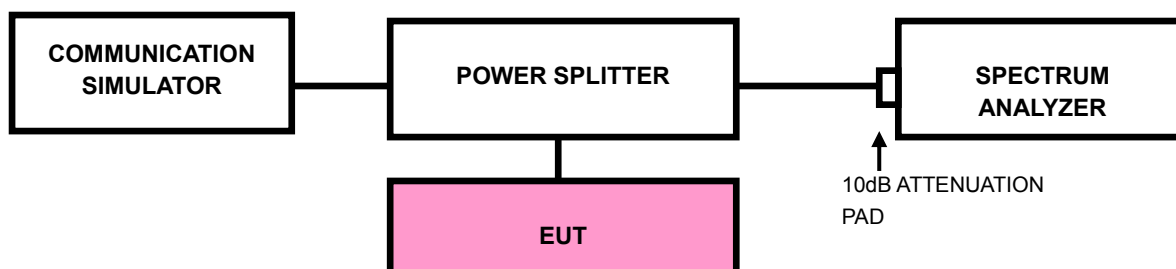 COMMUNICATION
SIMULATOR
POWER SPLITTER
SPECTRUM
ANALYZER
10dB ATTENUATION
PAD
EUT